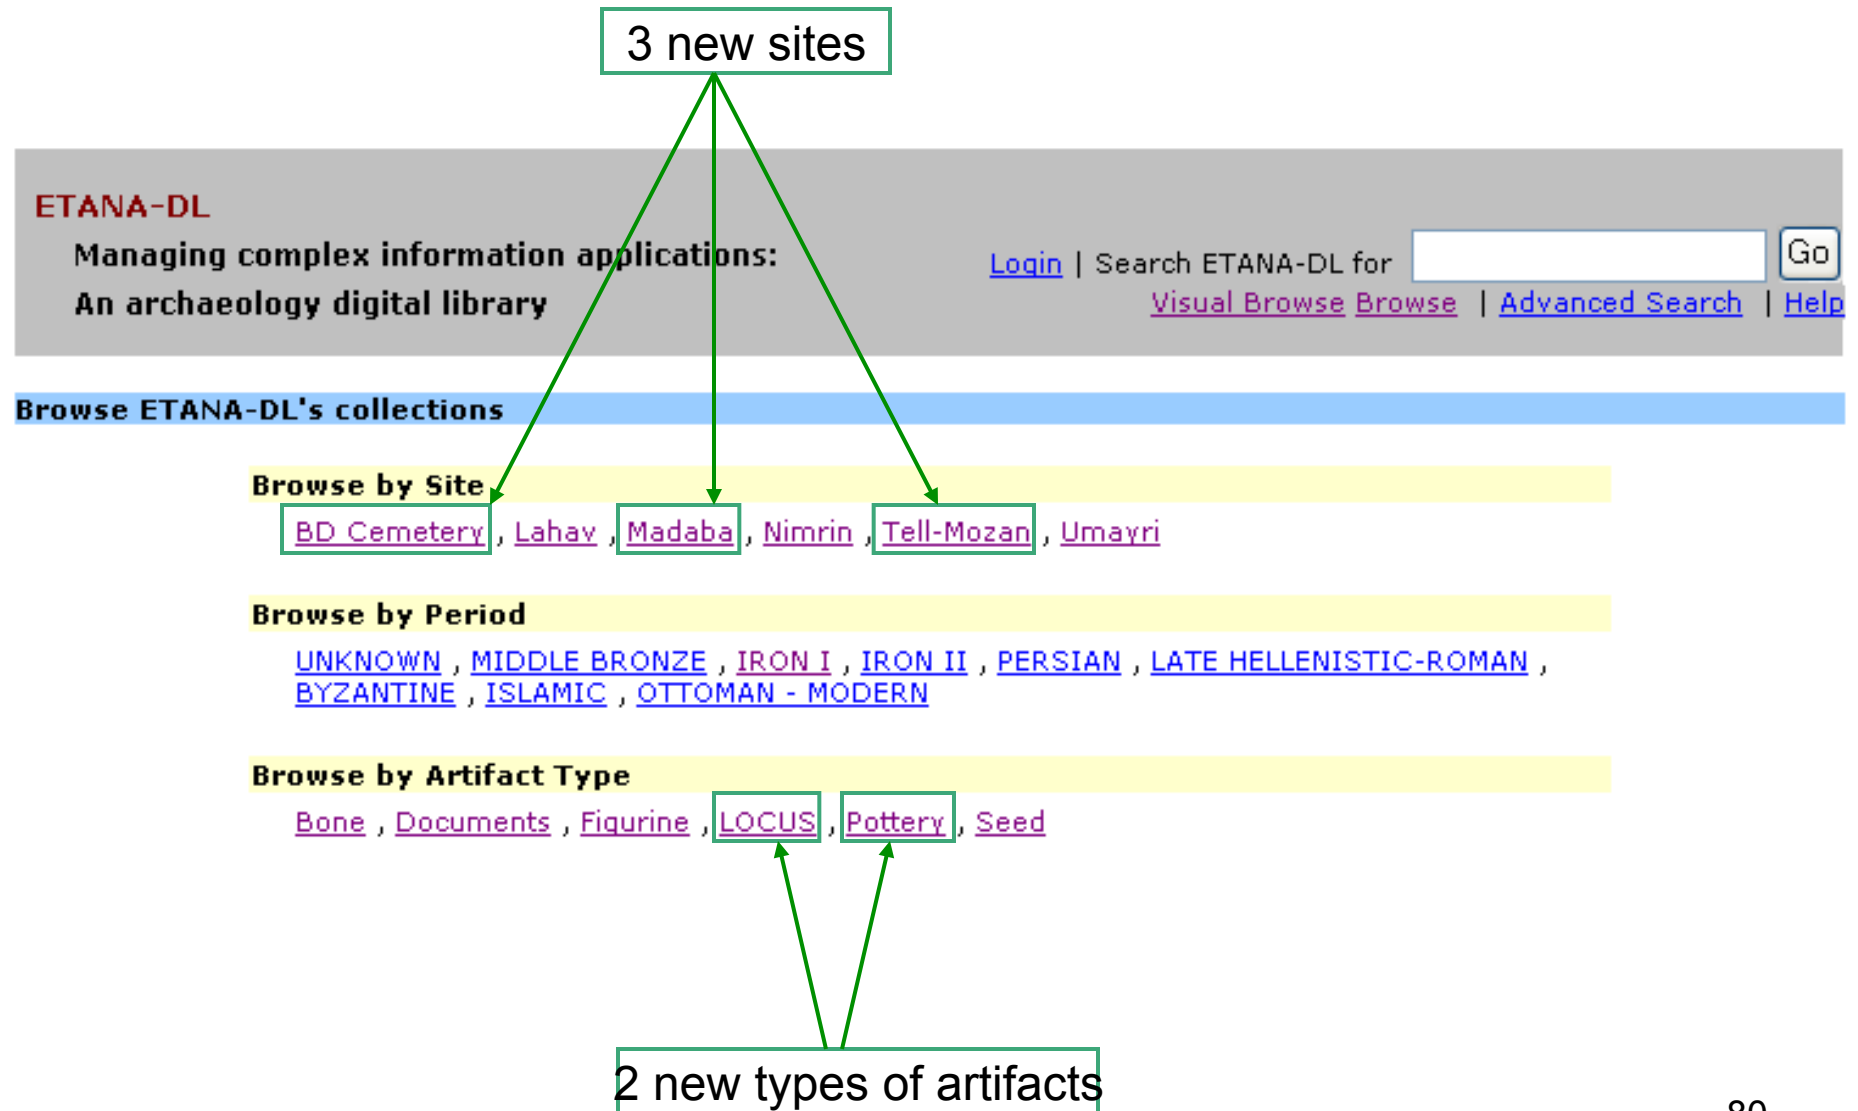 3 new sites
ETANA-DL
Managing complex information applications:
An archaeology digital library
Login | Search ETANA-DL for Go
Visual Browse Browse | Advanced Search | Help
Browse ETANA-DL's collections
Browse by Site
BD Cemetery , Lahav , Madaba , Nimrin , Tell-Mozan , Umayri
Browse by Period
UNKNOWN , MIDDLE BRONZE , IRON I , IRON II , PERSIAN , LATE HELLENISTIC-ROMAN ,
BYZANTINE , ISLAMIC , OTTOMAN - MODERN
Browse by Artifact Type
Bone , Documents , Figurine , LOCUS , Pottery , Seed
2 new types of artifacts
80